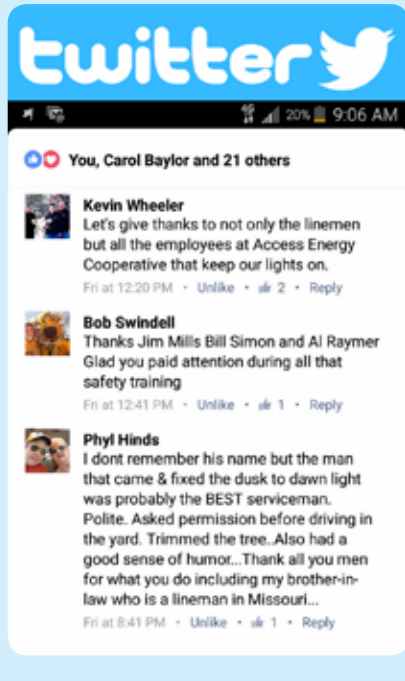 twitter
20% 9:06 AM
You, Carol Baylor and 21 others
Kevin Wheeler
Let's give thanks to not only the linemen
but all the employees at Access Energy
Cooperative that keep our lights on.
Fri at 12:20 PM • Unlike • 2 • Reply
Bob Swindell
Thanks Jim Mills Bill Simon and Al Raymer
Glad you paid attention during all that
safety training
Fri at 12:41 PM • Unlike • 1 • Reply
Phyl Hinds
I dont remember his name but the man
that came & fixed the dusk to dawn light
was probably the BEST serviceman.
Polite. Asked permission before driving in
the yard. Trimmed the tree..Also had a
good sense of humor...Thank all you men
for what you do including my brother-in-
law who is a lineman in Missouri...
Fri at 8:41 PM • Unlike • 1 • Reply